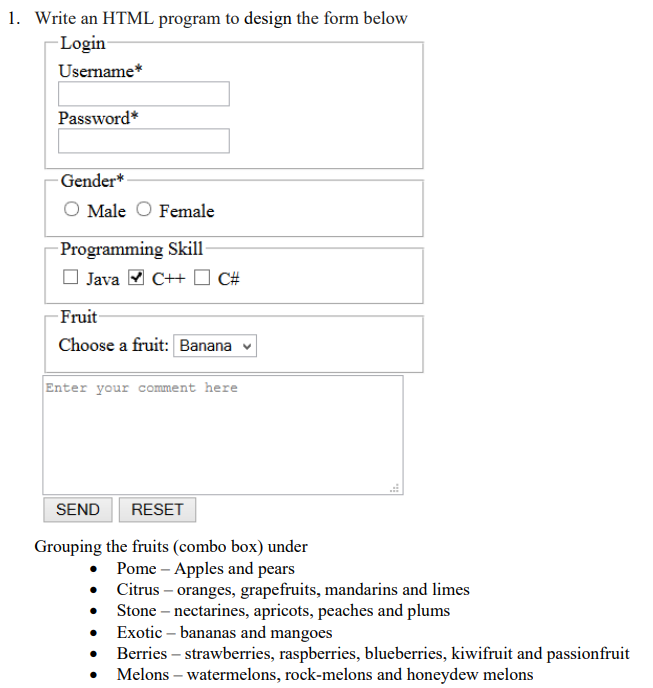 1. Write an HTML program to design the form below
Login
Username*
Password*
Gender*
Male Female
Programming Skill
Java C++ C#
Fruit
Choose a fruit: Banana
Enter your comment here
SEND RESET
Grouping the fruits (combo box) under
• Pome – Apples and pears
• Citrus – oranges, grapefruits, mandarins and limes
• Stone – nectarines, apricots, peaches and plums
• Exotic – bananas and mangoes
• Berries – strawberries, raspberries, blueberries, kiwifruit and passionfruit
• Melons – watermelons, rock-melons and honeydew melons